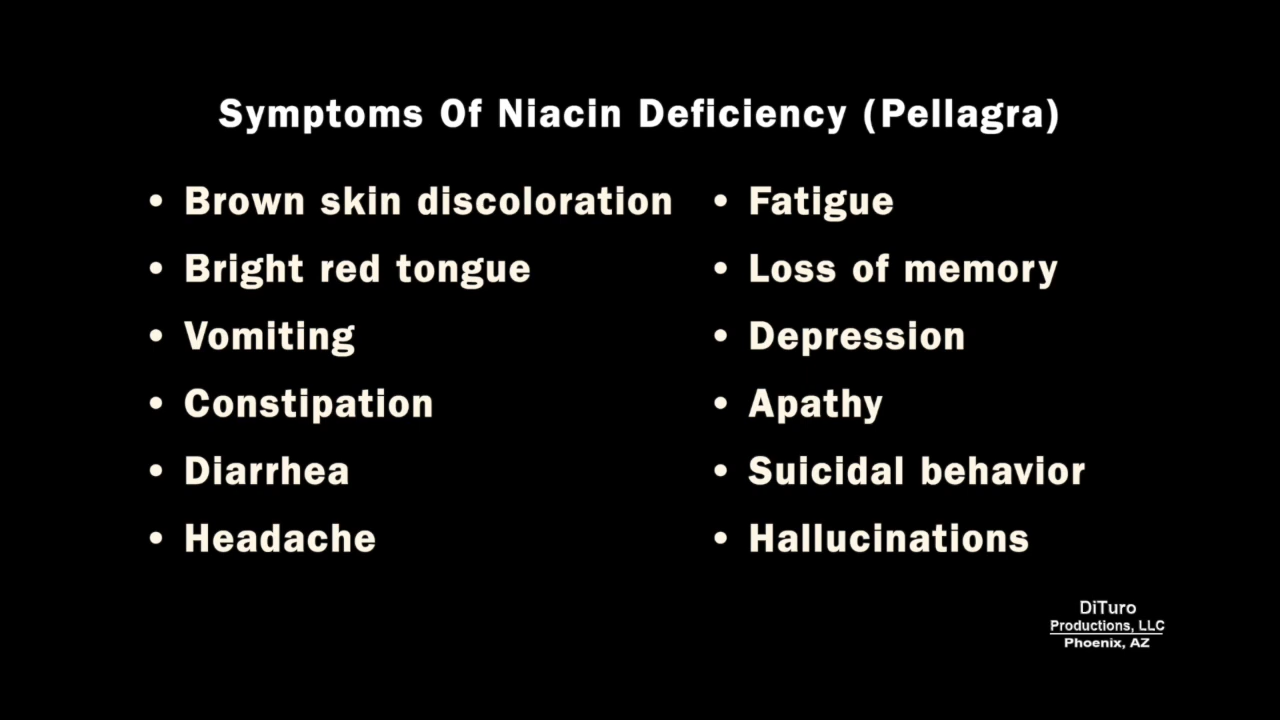 Symptoms Of Niacin Deficiency (Pellagra)
• Brown skin discoloration
• Bright red tongue
• Vomiting
• Constipation
• Diarrhea
• Headache
• Fatigue
• Loss of memory
• Depression
• Apathy
• Suicidal behavior
• Hallucinations
DiTuro
Productions, LLC
Phoenix, AZ